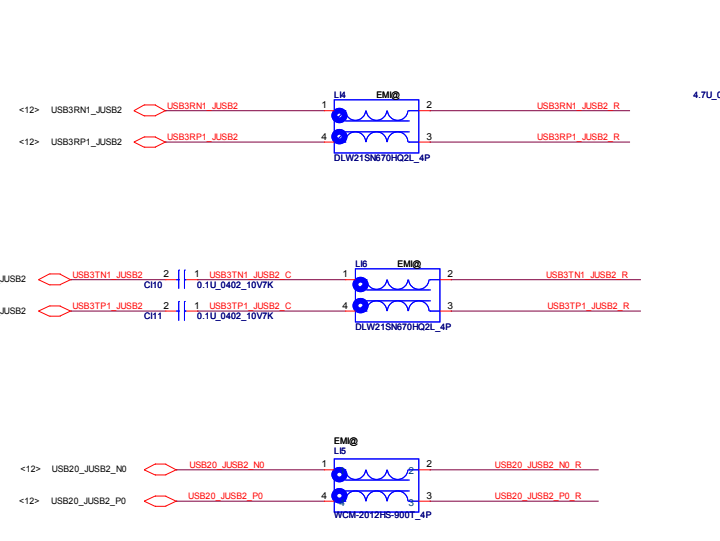 LI4 EMI@
4.7U_0
<12> USB3RN1_JUSB2 USB3RN1_JUSB2 1 2 USB3RN1_JUSB2_R
<12> USB3RP1_JUSB2 USB3RP1_JUSB2 4 3 USB3RP1_JUSB2_R
DLW21SN670HQ2L_4P
LI6 EMI@
JUSB2 USB3TN1_JUSB2 2 1 USB3TN1_JUSB2_C 1 2 USB3TN1_JUSB2_R
CI10 0.1U_0402_10V7K
JUSB2 USB3TP1_JUSB2 2 1 USB3TP1_JUSB2_C 4 3 USB3TP1_JUSB2_R
CI11 0.1U_0402_10V7K
DLW21SN670HQ2L_4P
EMI@
LI5
<12> USB20_JUSB2_N0 USB20_JUSB2_N0 1 2 2 USB20_JUSB2_N0_R
<12> USB20_JUSB2_P0 USB20_JUSB2_P0 4 4 3 3 USB20_JUSB2_P0_R
WCM-2012HS-900T_4P